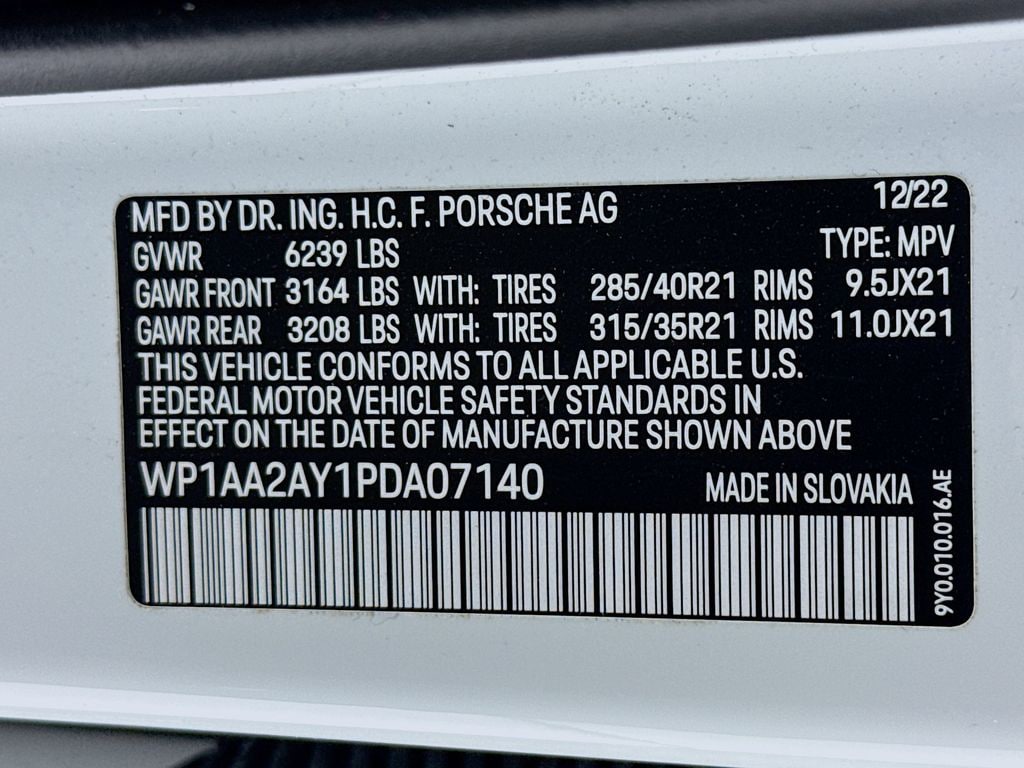 MFD BY DR. ING. H.C. F. PORSCHE AG 12/22
GVWR 6239 LBS TYPE: MPV
GAWR FRONT 3164 LBS WITH: TIRES 285/40R21 RIMS 9.5JX21
GAWR REAR 3208 LBS WITH: TIRES 315/35R21 RIMS 11.0JX21
THIS VEHICLE CONFORMS TO ALL APPLICABLE U.S.
FEDERAL MOTOR VEHICLE SAFETY STANDARDS IN
EFFECT ON THE DATE OF MANUFACTURE SHOWN ABOVE
WP1AA2AY1PDA07140 MADE IN SLOVAKIA
9Y0.010.016.AE